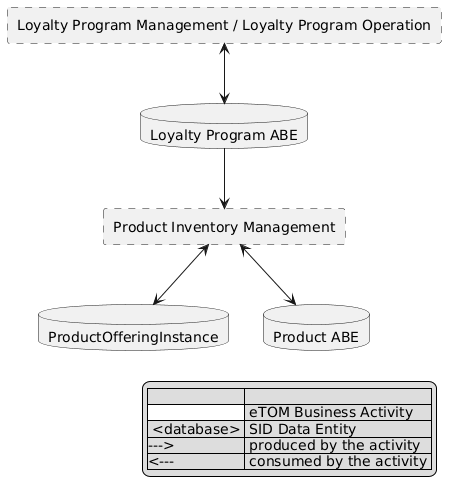 Loyalty Program Management / Loyalty Program Operation
Loyalty Program ABE
Product Inventory Management
ProductOfferingInstance
Product ABE
eTOM Business Activity
<database> SID Data Entity
---> produced by the activity
<--- consumed by the activity